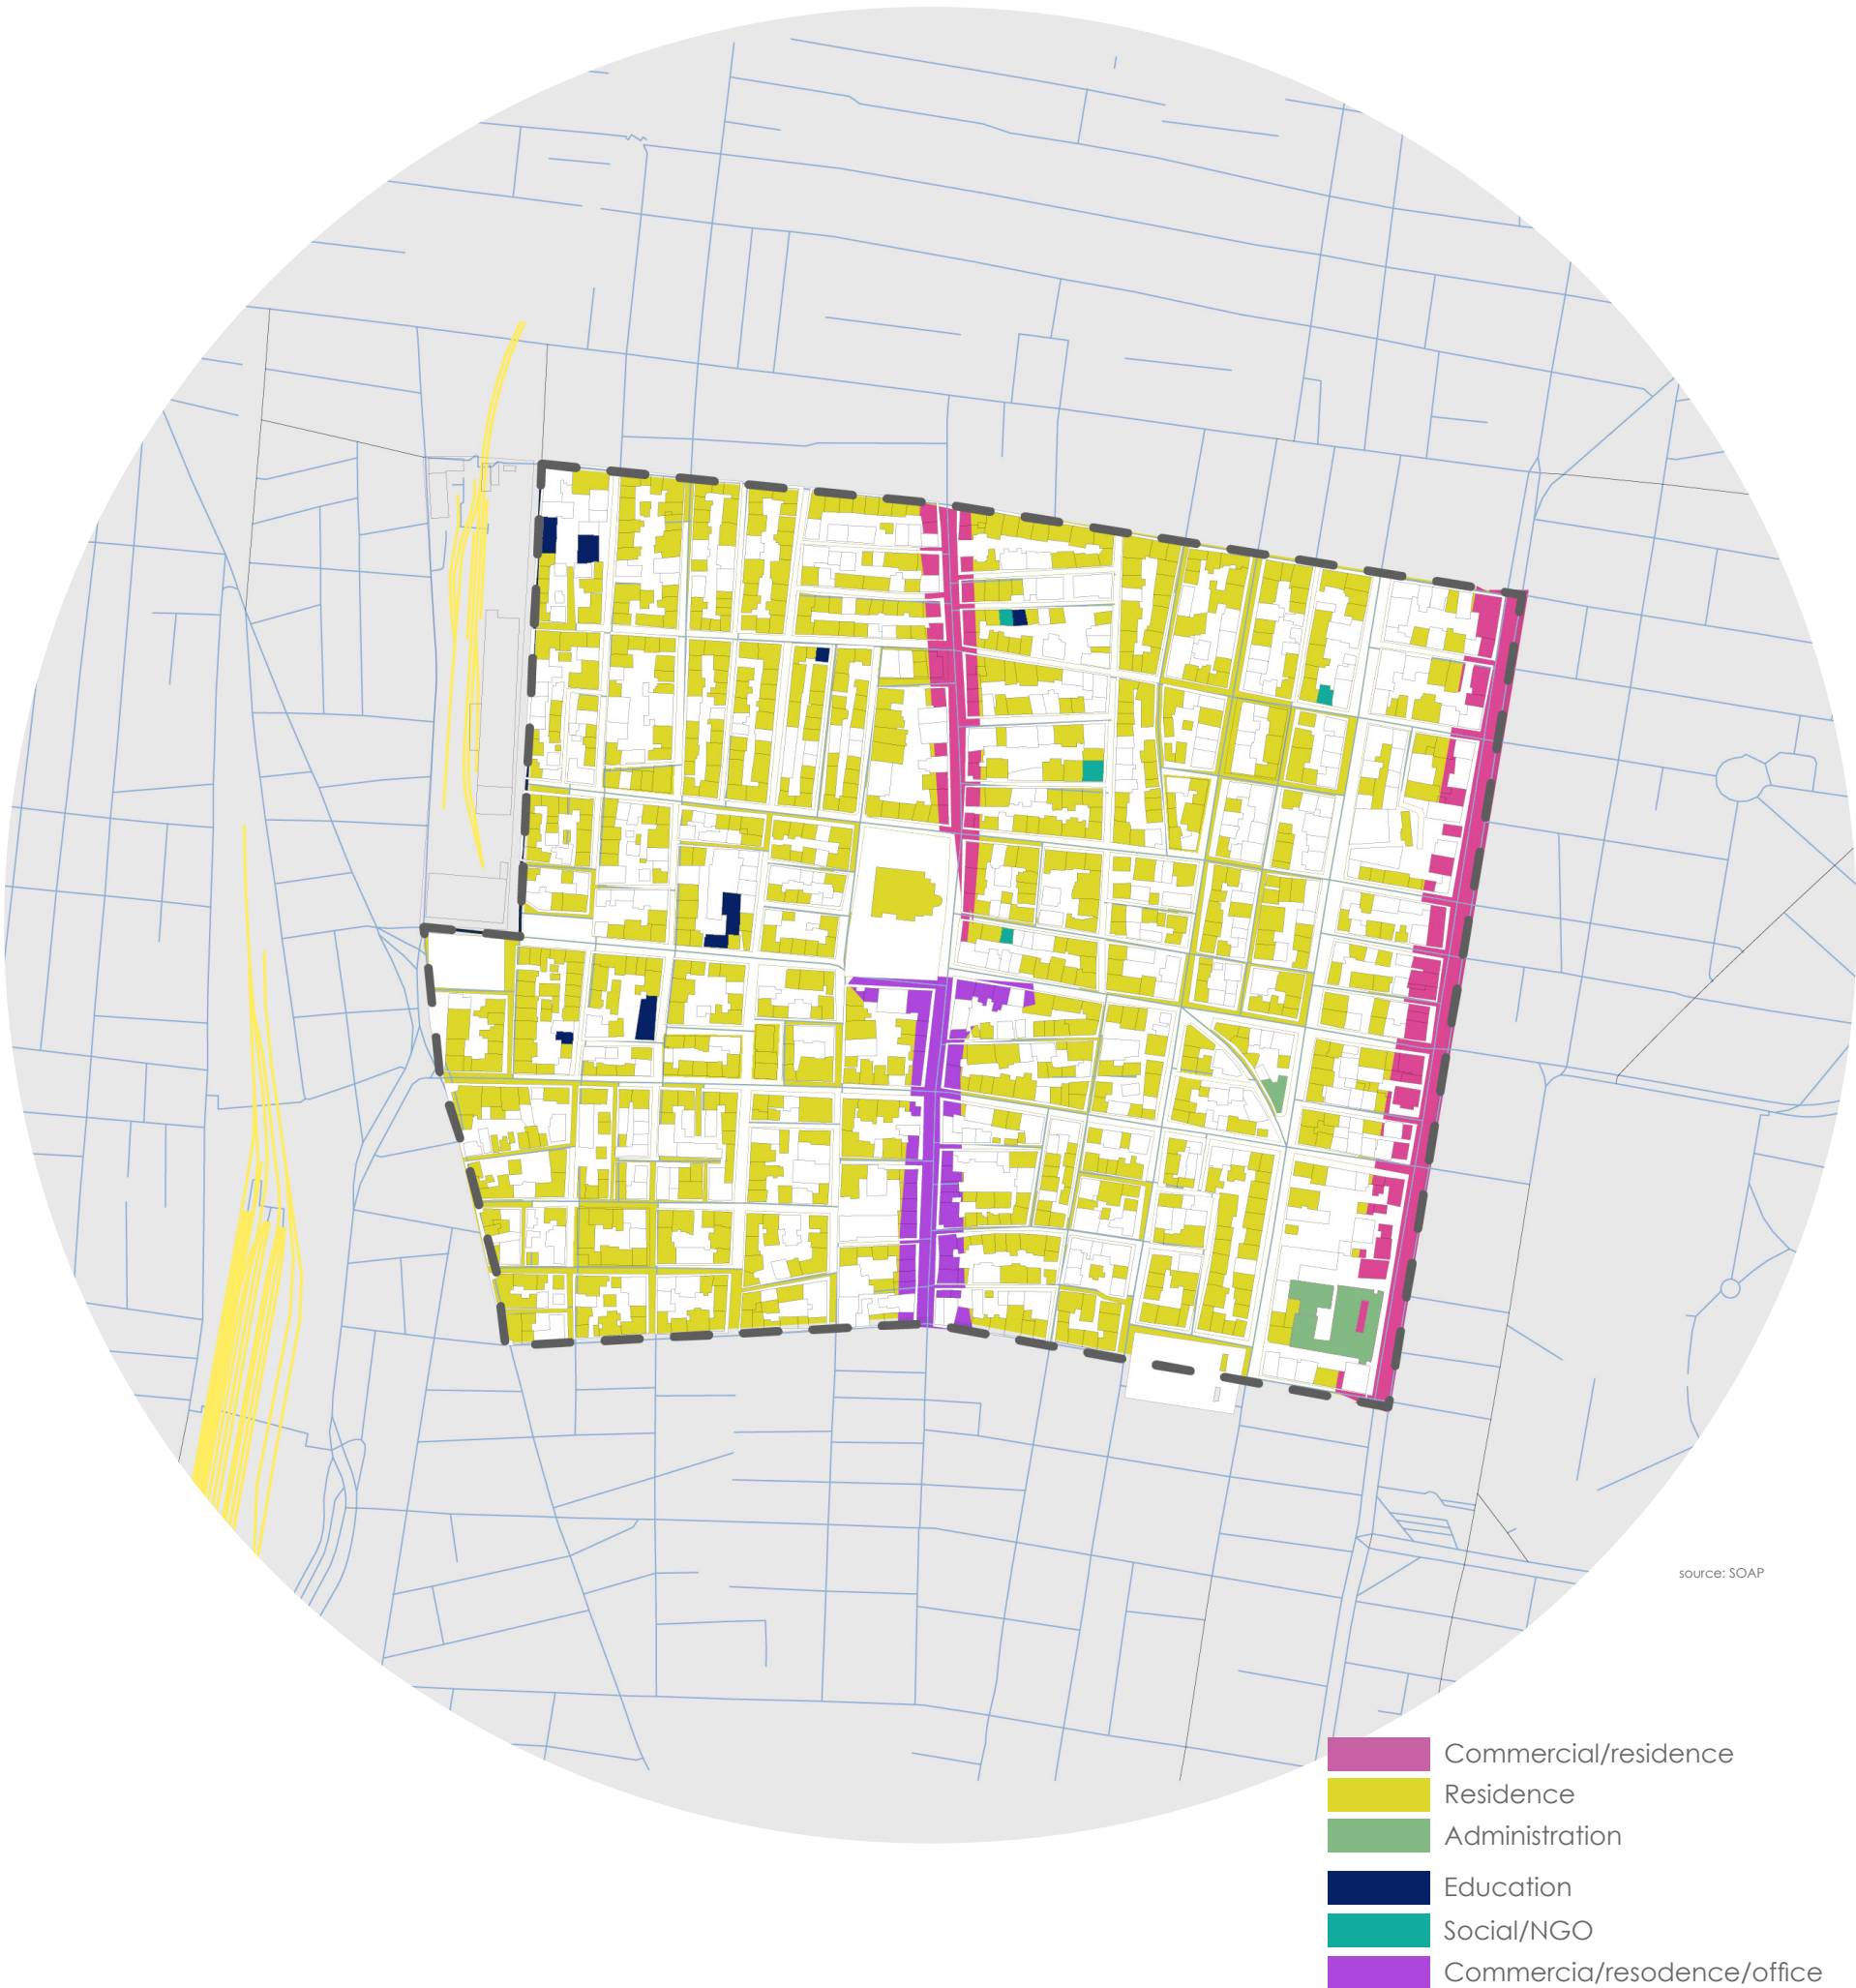 source: SOAP
Commercial/residence
Residence
Administration
Education
Social/NGO
Commercia/resodence/office